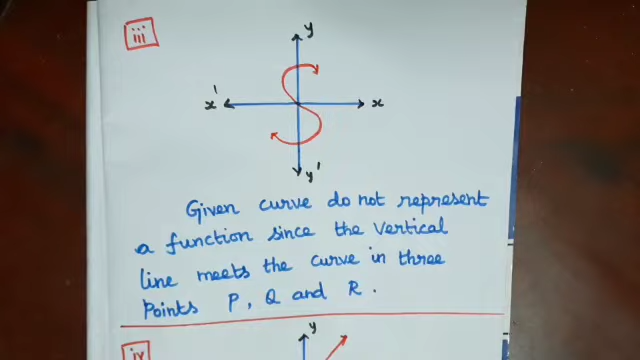 iii
y
x'
x
y'
Given curve do not represent
a function since the vertical
line meets the curve in three
Points P, Q and R.
iv
y